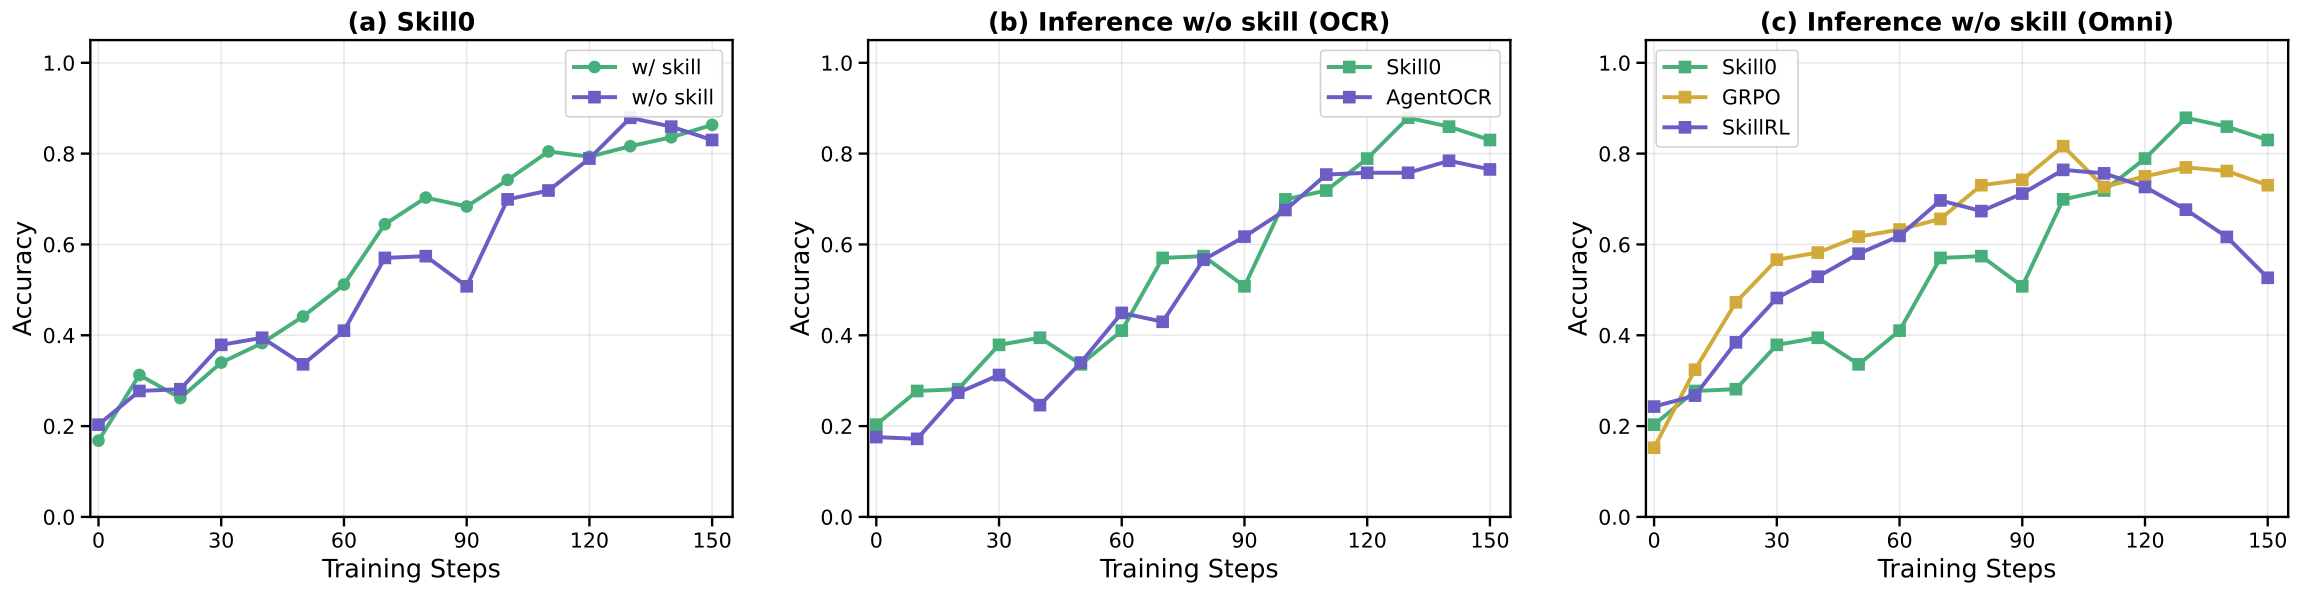 (a) Skill0
1.0
0.8
0.6
0.4
0.2
0.0
Accuracy
w/ skill
w/o skill
0 30 60 90 120 150
Training Steps
(b) Inference w/o skill (OCR)
1.0
0.8
0.6
0.4
0.2
0.0
Accuracy
Skill0
AgentOCR
0 30 60 90 120 150
Training Steps
(c) Inference w/o skill (Omni)
1.0
0.8
0.6
0.4
0.2
0.0
Accuracy
Skill0
GRPO
SkillRL
0 30 60 90 120 150
Training Steps